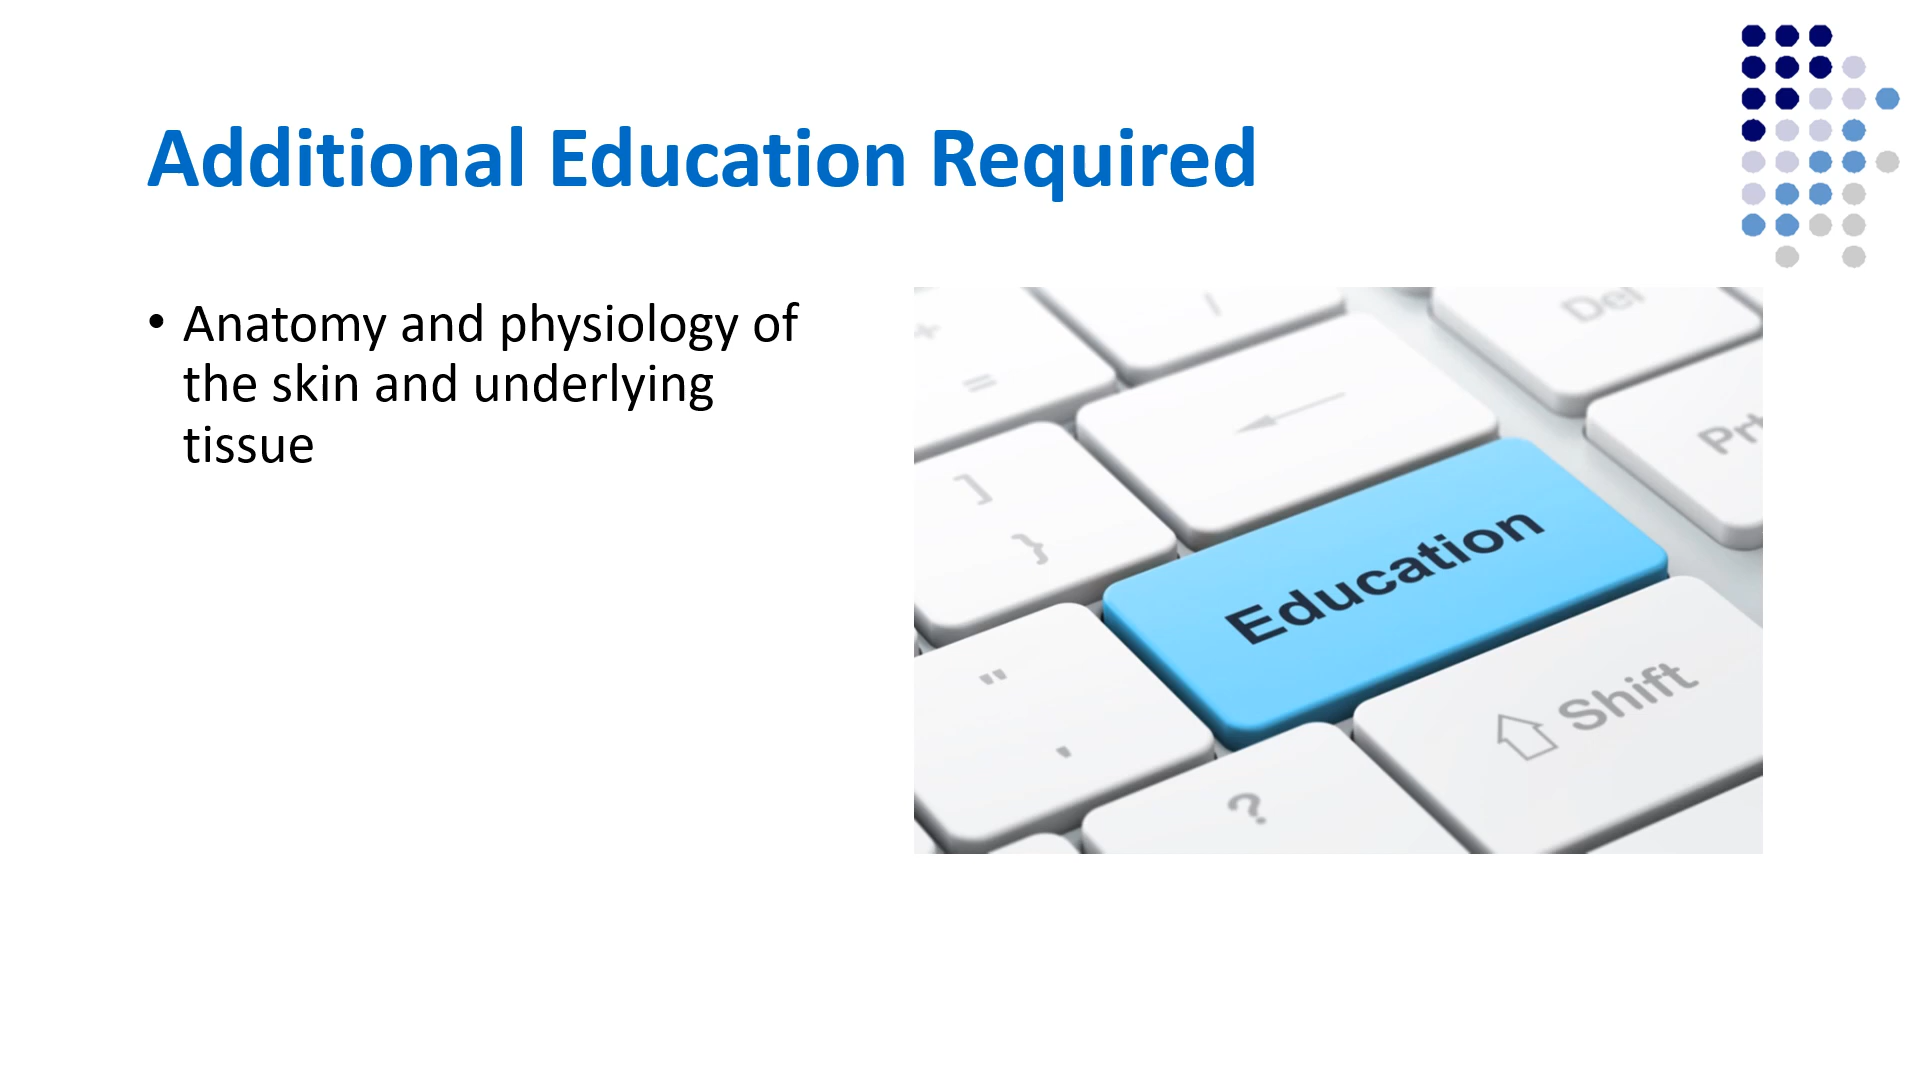 Additional Education Required
• Anatomy and physiology of
the skin and underlying
tissue
+
=
/
Del
]
}
Prt
Education
"
'
Shift
?